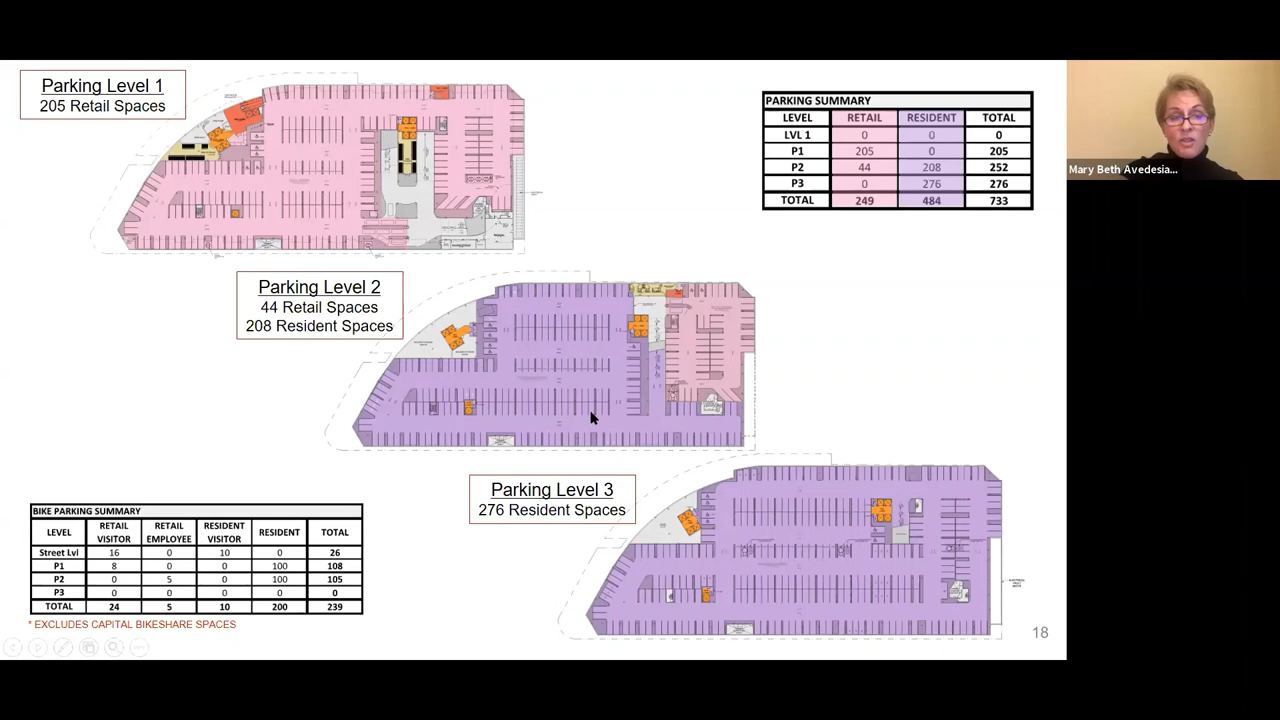 Parking Level 1
205 Retail Spaces
PARKING SUMMARY
LEVEL RETAIL RESIDENT TOTAL
LVL 1 0 0 0
P1 205 0 205
P2 44 208 252
P3 0 276 276
TOTAL 249 484 733
Mary Beth Avedesia...
Parking Level 2
44 Retail Spaces
208 Resident Spaces
Parking Level 3
276 Resident Spaces
BIKE PARKING SUMMARY
LEVEL RETAIL VISITOR RETAIL EMPLOYEE RESIDENT VISITOR RESIDENT TOTAL
Street Lvl 16 0 10 0 26
P1 8 0 0 100 108
P2 0 5 0 100 105
P3 0 0 0 0 0
TOTAL 24 5 10 200 239
* EXCLUDES CAPITAL BIKESHARE SPACES
18